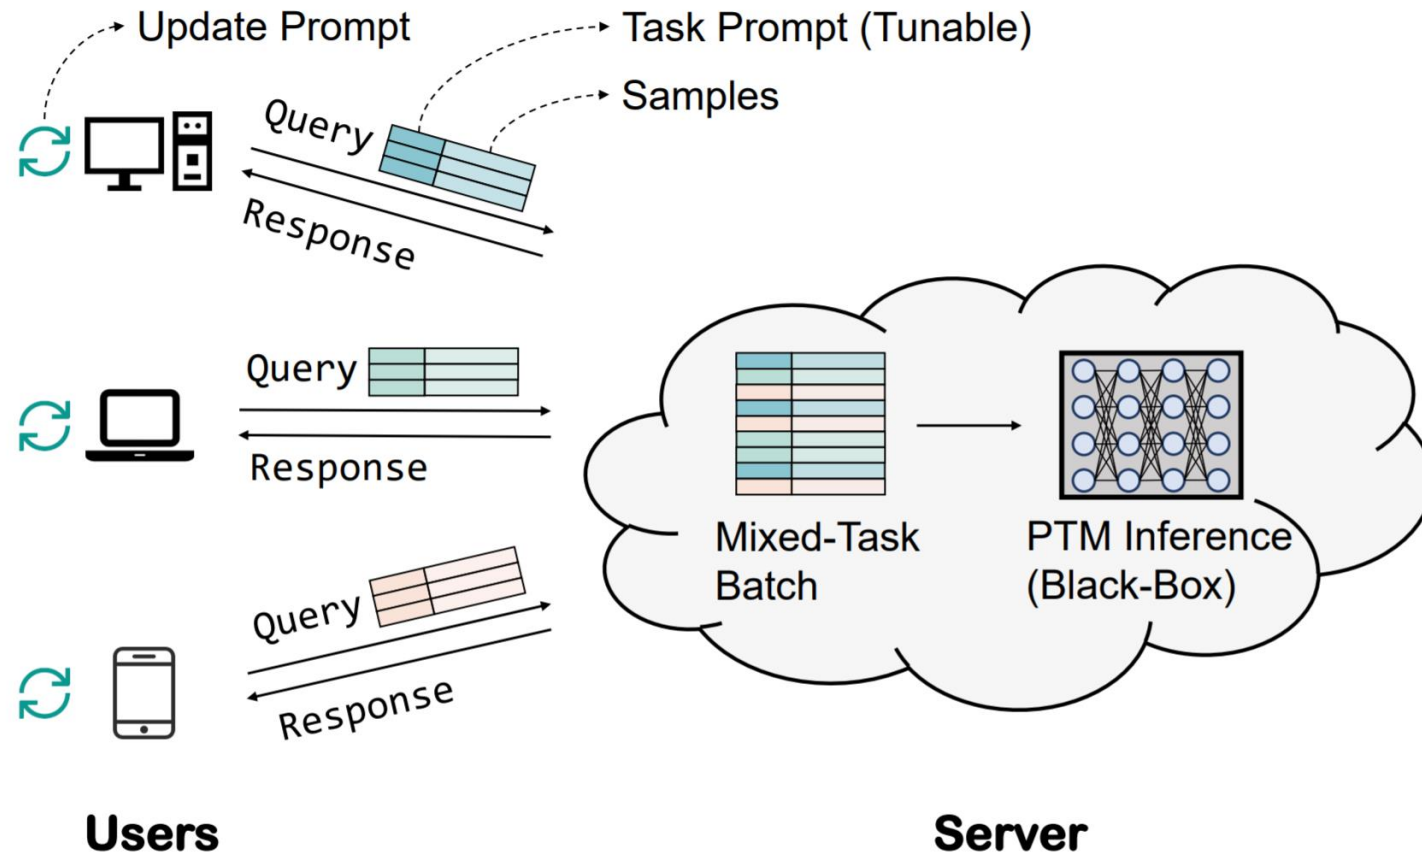 Update Prompt
Task Prompt (Tunable)
Samples
Query
Response
Query
Response
Query
Response
Mixed-Task
Batch
PTM Inference
(Black-Box)
Users
Server